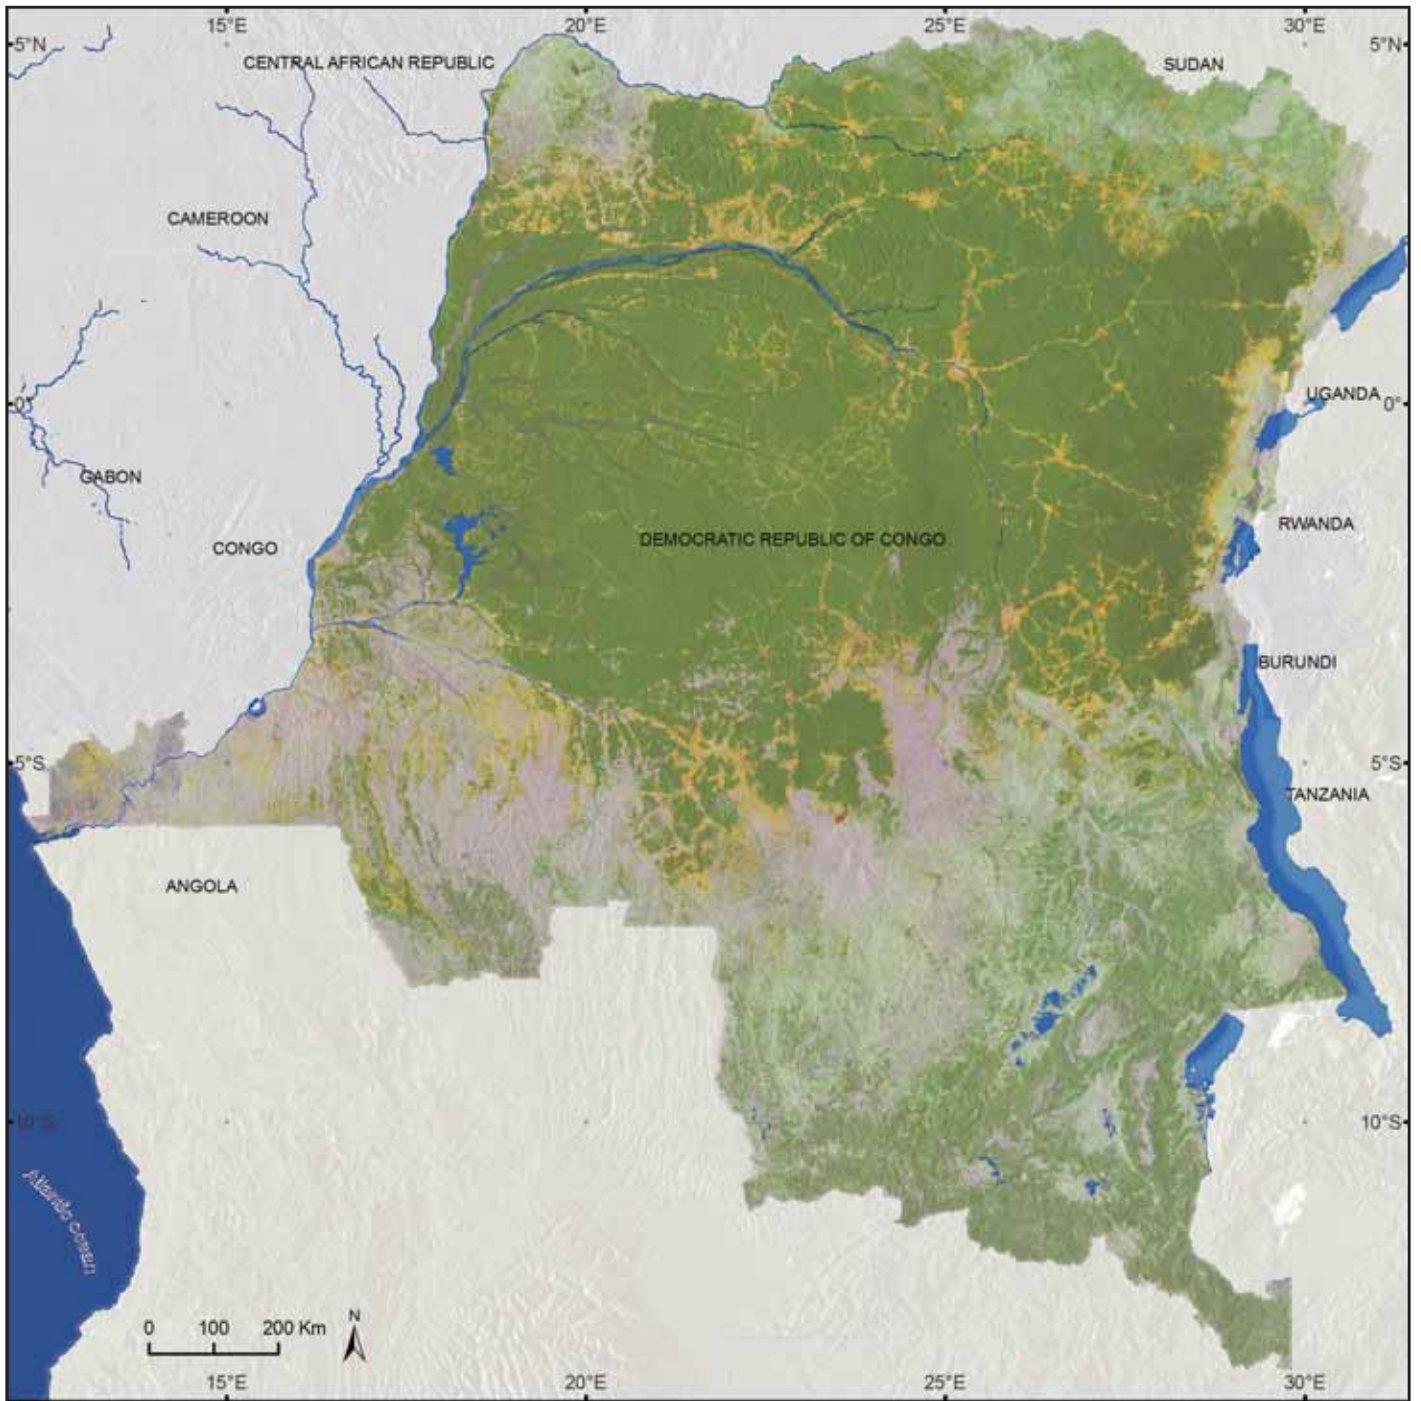 15°E 20°E 25°E 30°E
5°N 5°N
CENTRAL AFRICAN REPUBLIC SUDAN
CAMEROON
UGANDA
0° 0°
GABON
RWANDA
CONGO DEMOCRATIC REPUBLIC OF CONGO
BURUNDI
5°S 5°S
TANZANIA
ANGOLA
10°S 10°S
Atlantic ocean
N
0 100 200 Km
15°E 20°E 25°E 30°E